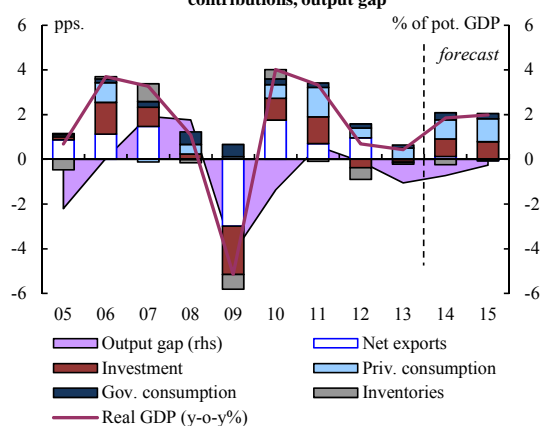 contributions, output gap
pps. % of pot. GDP
forecast
6 6
4 4
2 2
0 0
-2 -2
-4 -4
-6 -6
05 06 07 08 09 10 11 12 13 14 15
Output gap (rhs) Net exports
Investment Priv. consumption
Gov. consumption Inventories
Real GDP (y-o-y%)